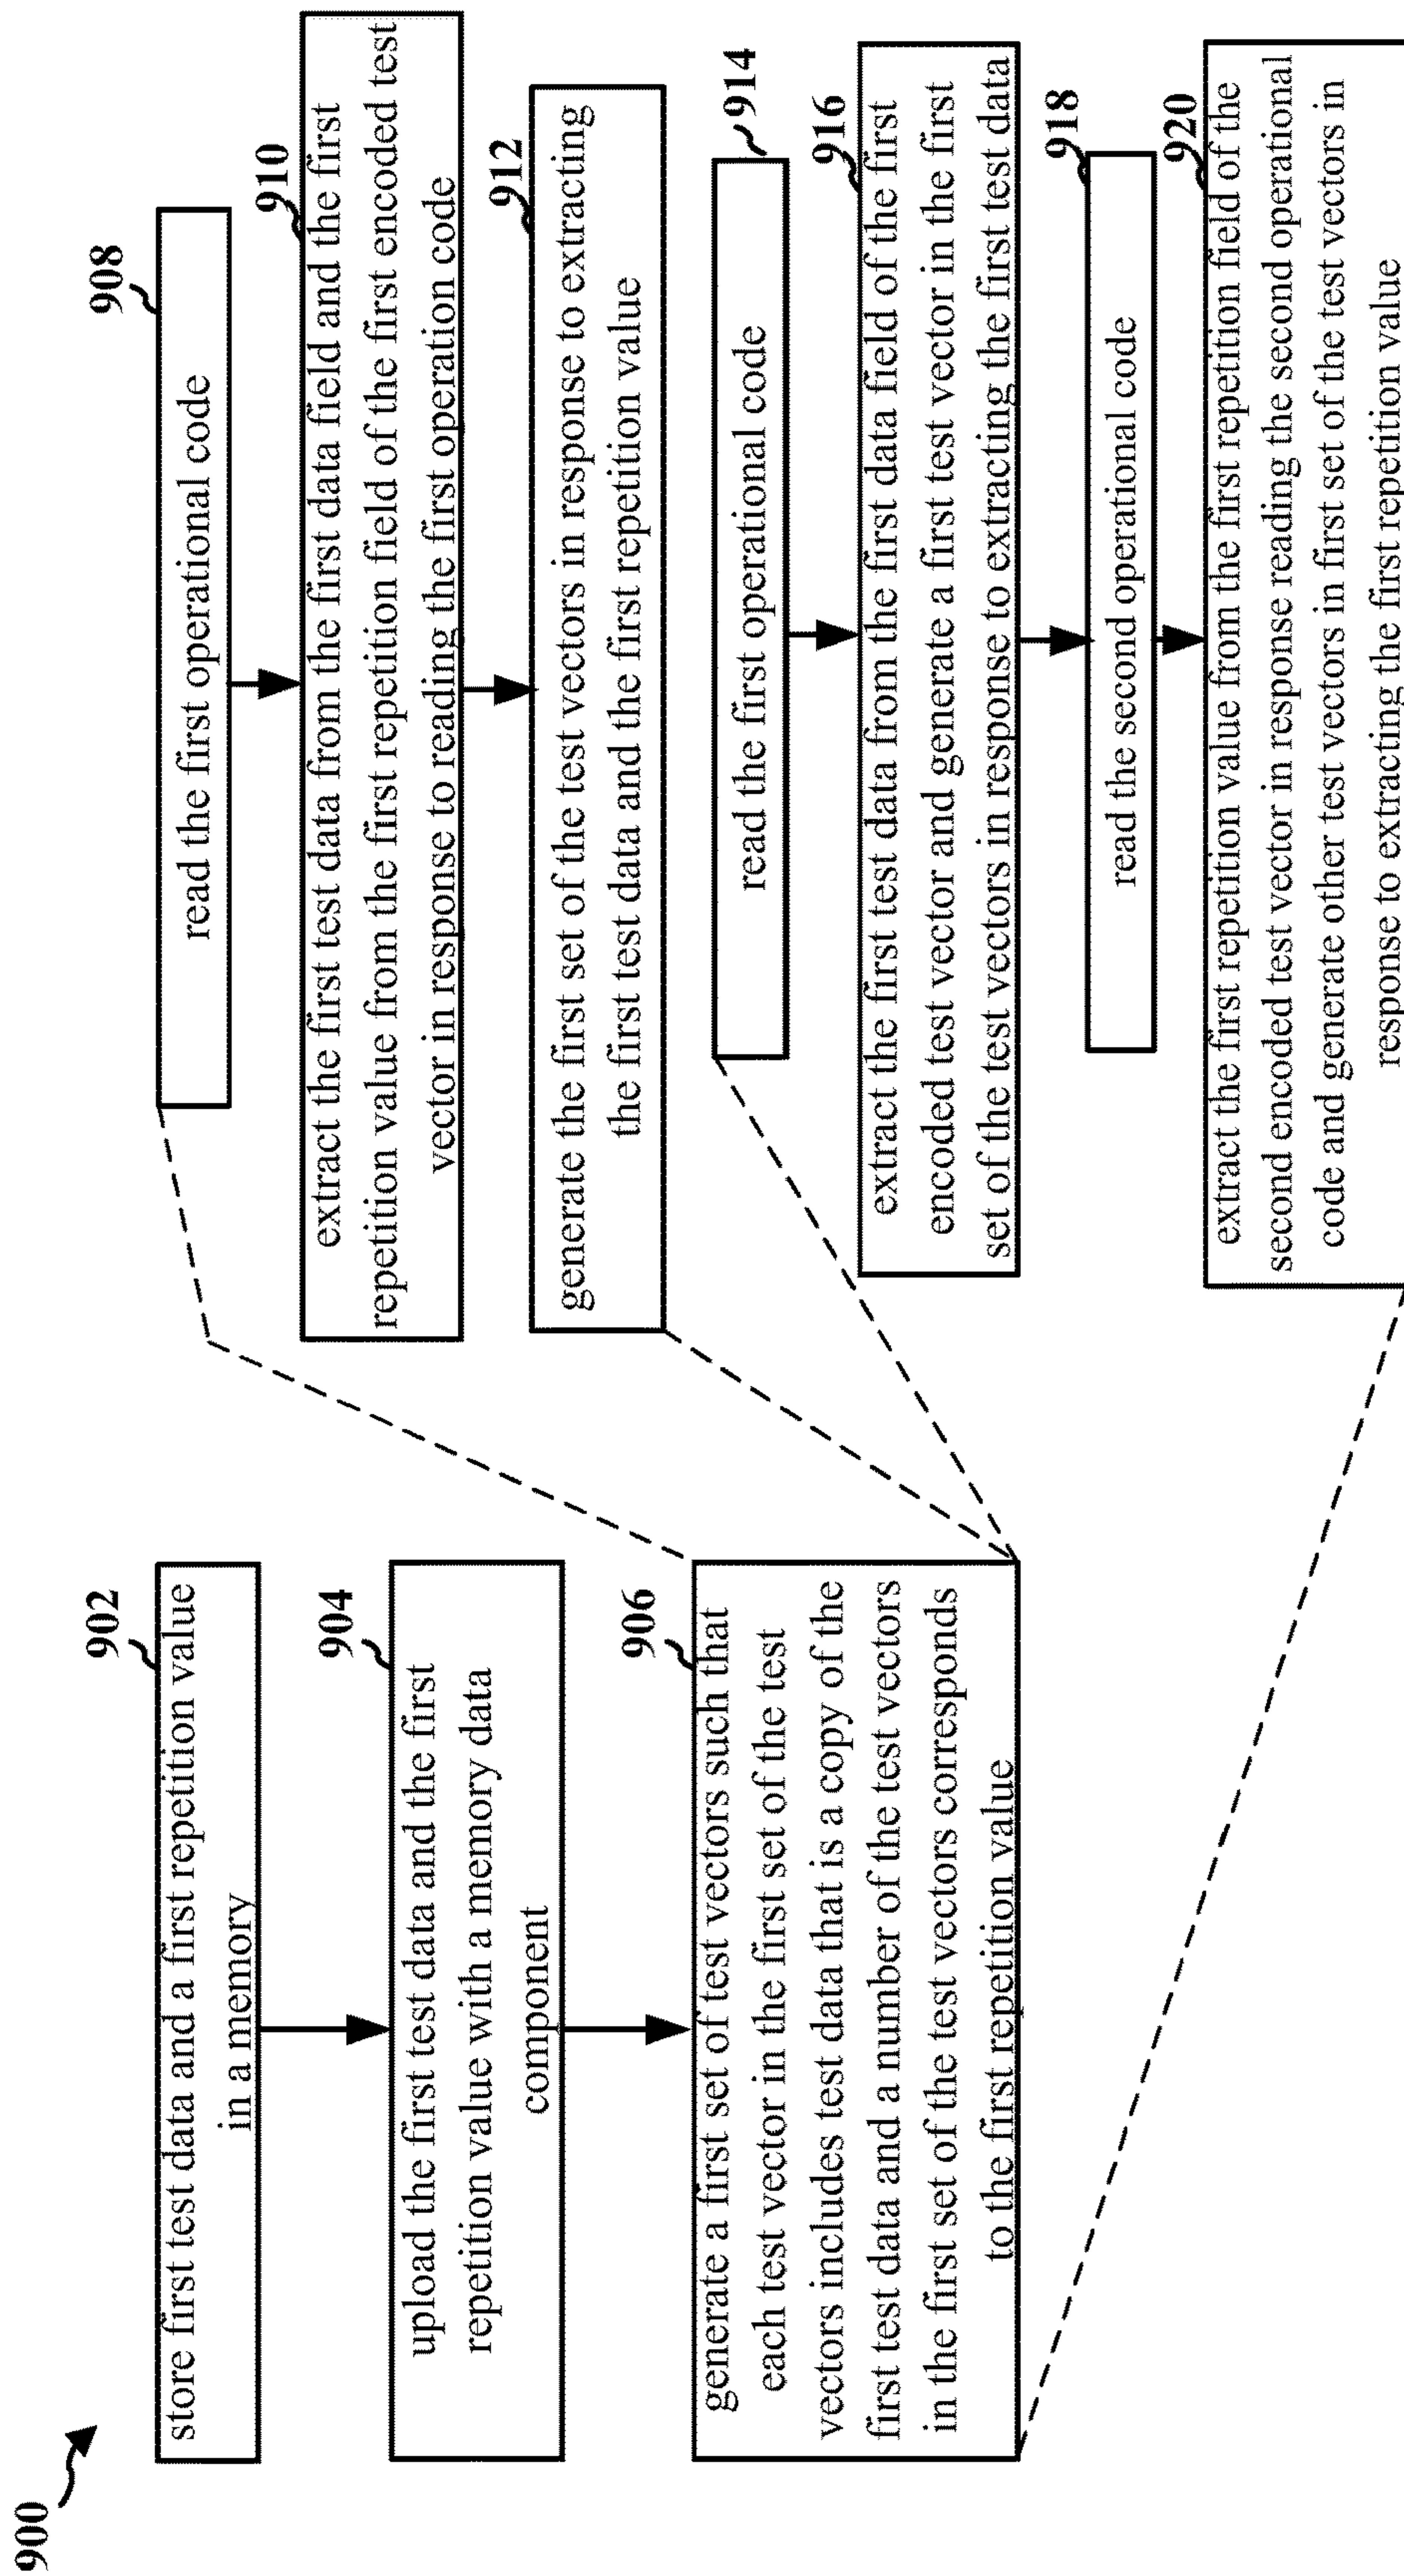 900
902
store first test data and a first repetition value
in a memory
904
upload the first test data and the first
repetition value with a memory data
component
906
generate a first set of test vectors such that
each test vector in the first set of the test
vectors includes test data that is a copy of the
first test data and a number of the test vectors
in the first set of the test vectors corresponds
to the first repetition value
908
read the first operational code
910
extract the first test data from the first data field and the first
repetition value from the first repetition field of the first encoded test
vector in response to reading the first operation code
912
generate the first set of the test vectors in response to extracting
the first test data and the first repetition value
914
read the first operational code
916
extract the first test data from the first data field of the first
encoded test vector and generate a first test vector in the first
set of the test vectors in response to extracting the first test data
918
read the second operational code
920
extract the first repetition value from the first repetition field of the
second encoded test vector in response reading the second operational
code and generate other test vectors in first set of the test vectors in
response to extracting the first repetition value